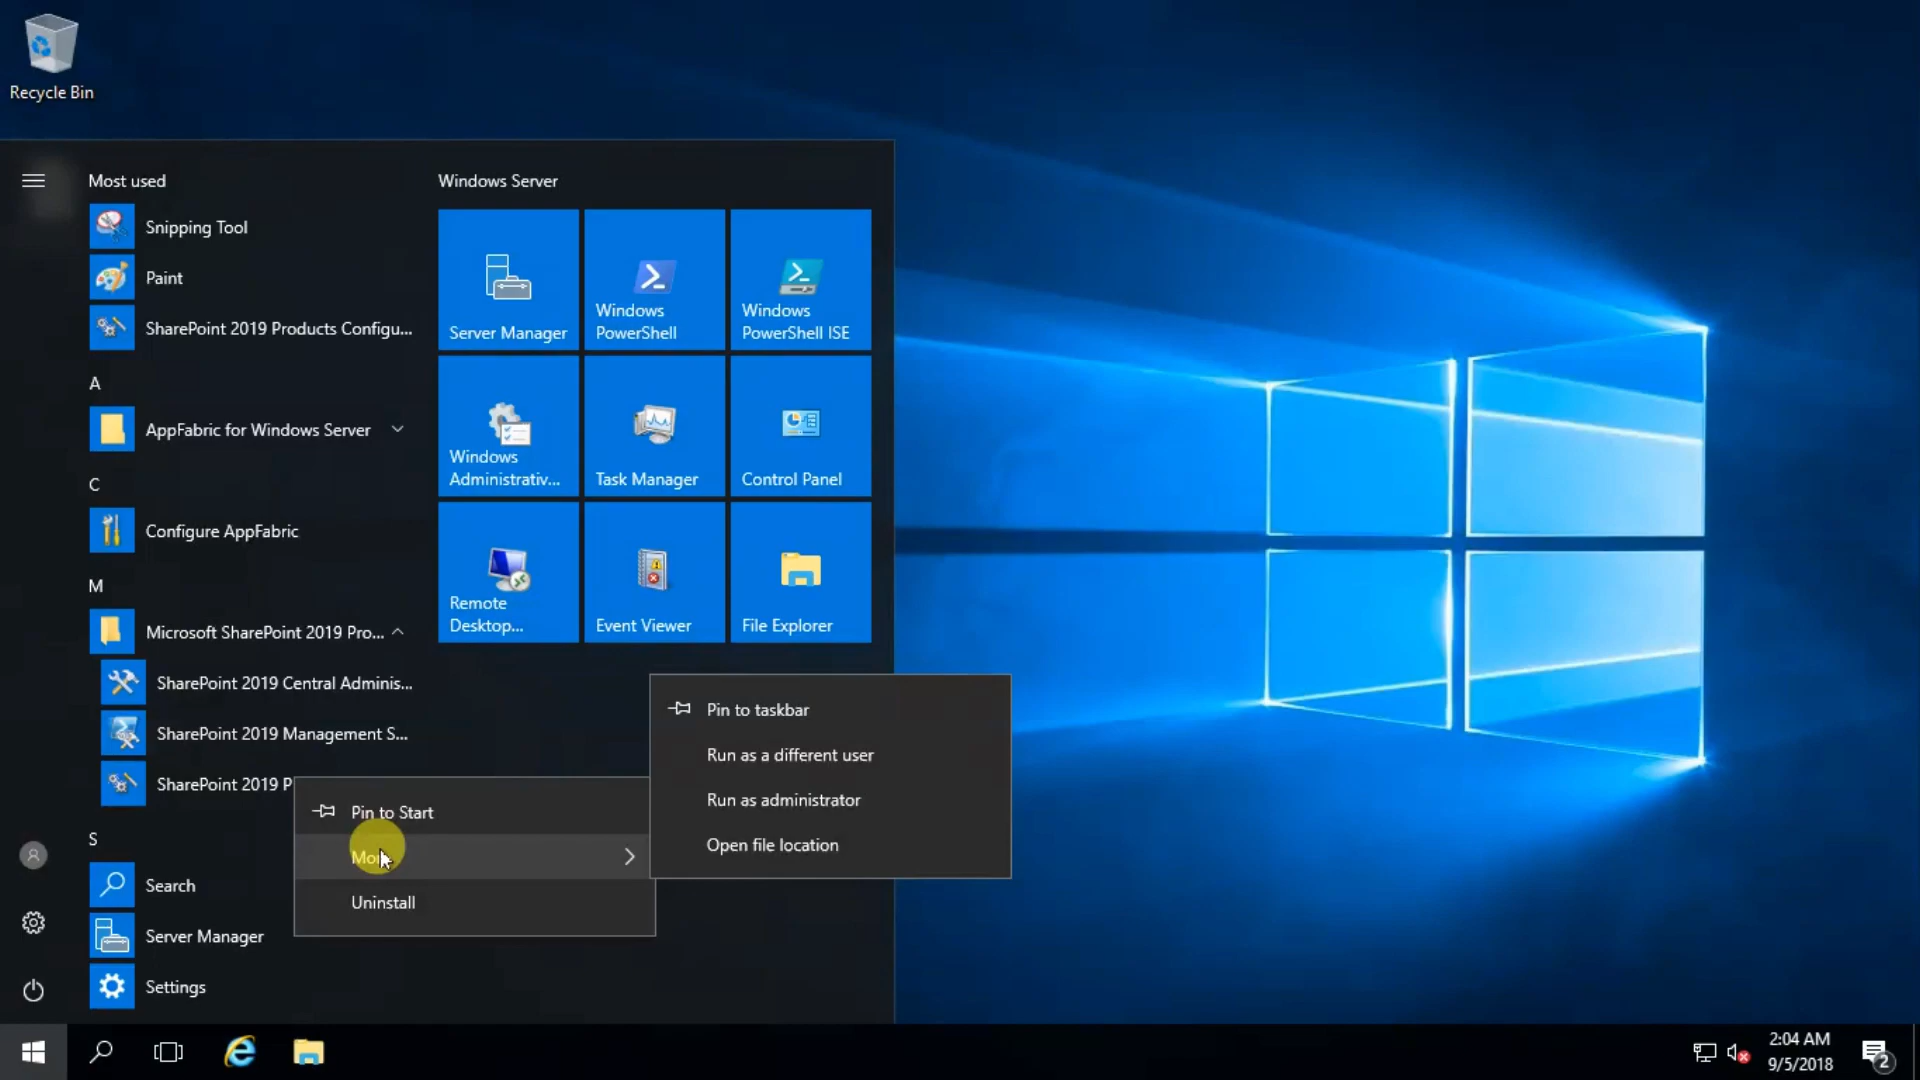 Recycle Bin
Most used
Snipping Tool
Paint
SharePoint 2019 Products Configu...
A
AppFabric for Windows Server
C
Configure AppFabric
M
Microsoft SharePoint 2019 Pro...
SharePoint 2019 Central Adminis...
SharePoint 2019 Management S...
SharePoint 2019 P
S
Search
Server Manager
Settings
Windows Server
Server Manager
Windows
PowerShell
Windows
PowerShell ISE
Windows
Administrativ...
Task Manager
Control Panel
Remote
Desktop...
Event Viewer
File Explorer
Pin to Start
More
Uninstall
Pin to taskbar
Run as a different user
Run as administrator
Open file location
2:04 AM
9/5/2018
2